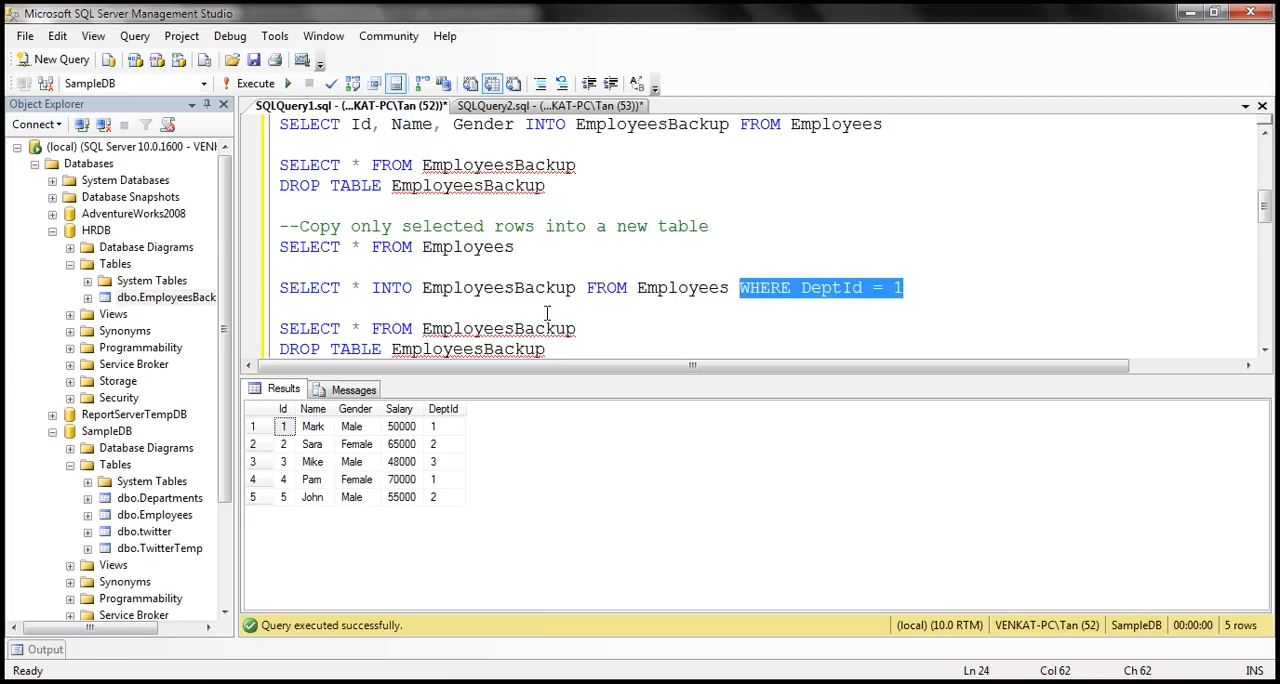 Microsoft SQL Server Management Studio
File Edit View Query Project Debug Tools Window Community Help
New Query
SampleDB Execute
Object Explorer
SQLQuery1.sql - (...KAT-PC\Tan (52))* SQLQuery2.sql - (...KAT-PC\Tan (53))*
Connect
(local) (SQL Server 10.0.1600 - VENI
Databases
System Databases
Database Snapshots
AdventureWorks2008
HRDB
Database Diagrams
Tables
System Tables
dbo.EmployeesBack
Views
Synonyms
Programmability
Service Broker
Storage
Security
ReportServerTempDB
SampleDB
Database Diagrams
Tables
System Tables
dbo.Departments
dbo.Employees
dbo.twitter
dbo.TwitterTemp
Views
Synonyms
Programmability
Service Broker
SELECT Id, Name, Gender INTO EmployeesBackup FROM Employees
SELECT * FROM EmployeesBackup
DROP TABLE EmployeesBackup
--Copy only selected rows into a new table
SELECT * FROM Employees
SELECT * INTO EmployeesBackup FROM Employees WHERE DeptId = 1
SELECT * FROM EmployeesBackup
DROP TABLE EmployeesBackup
Results Messages
Id Name Gender Salary DeptId
1 1 Mark Male 50000 1
2 2 Sara Female 65000 2
3 3 Mike Male 48000 3
4 4 Pam Female 70000 1
5 5 John Male 55000 2
Query executed successfully. (local) (10.0 RTM) VENKAT-PC\Tan (52) SampleDB 00:00:00 5 rows
Output
Ready Ln 24 Col 62 Ch 62 INS